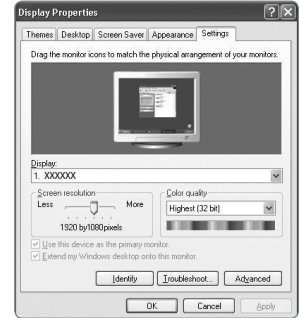 Display Properties
Themes Desktop Screen Saver Appearance Settings
Drag the monitor icons to match the physical arrangement of your monitors.
Display:
1. XXXXXX
Screen resolution
Less More
1920 by1080pixels
Color quality
Highest (32 bit)
Use this device as the primary monitor.
Extend my Windows desktop onto this monitor.
Identify Troubleshoot... Advanced
OK Cancel Apply